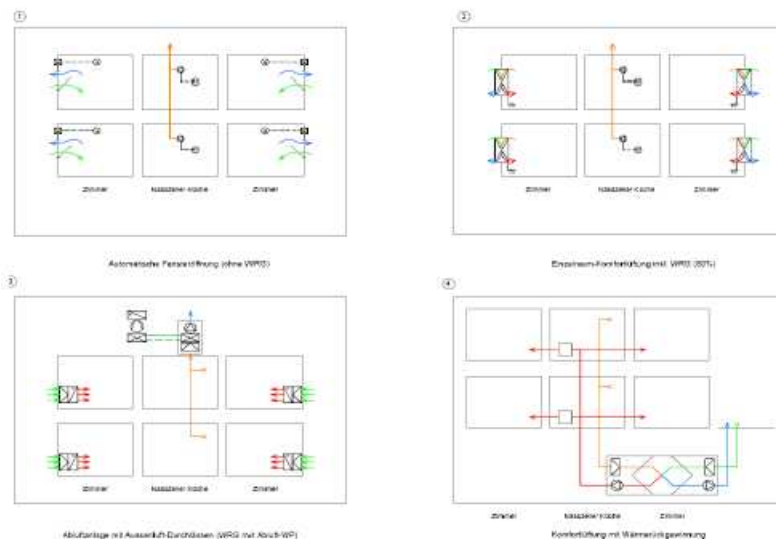 1
Zimmer
Nasszelle/Küche
Zimmer
Automatische Fensteröffnung (ohne WRG)
2
Zimmer
Nasszelle/Küche
Zimmer
Einzelraum-Komfortlüftung inkl. WRG (80%)
3
Zimmer
Nasszelle/Küche
Zimmer
Abluftanlage mit Aussenluft-Durchlässen (WRG mit Abluft-WP)
4
Zimmer
Nasszelle/Küche
Zimmer
Komfortlüftung mit Wärmerückgewinnung